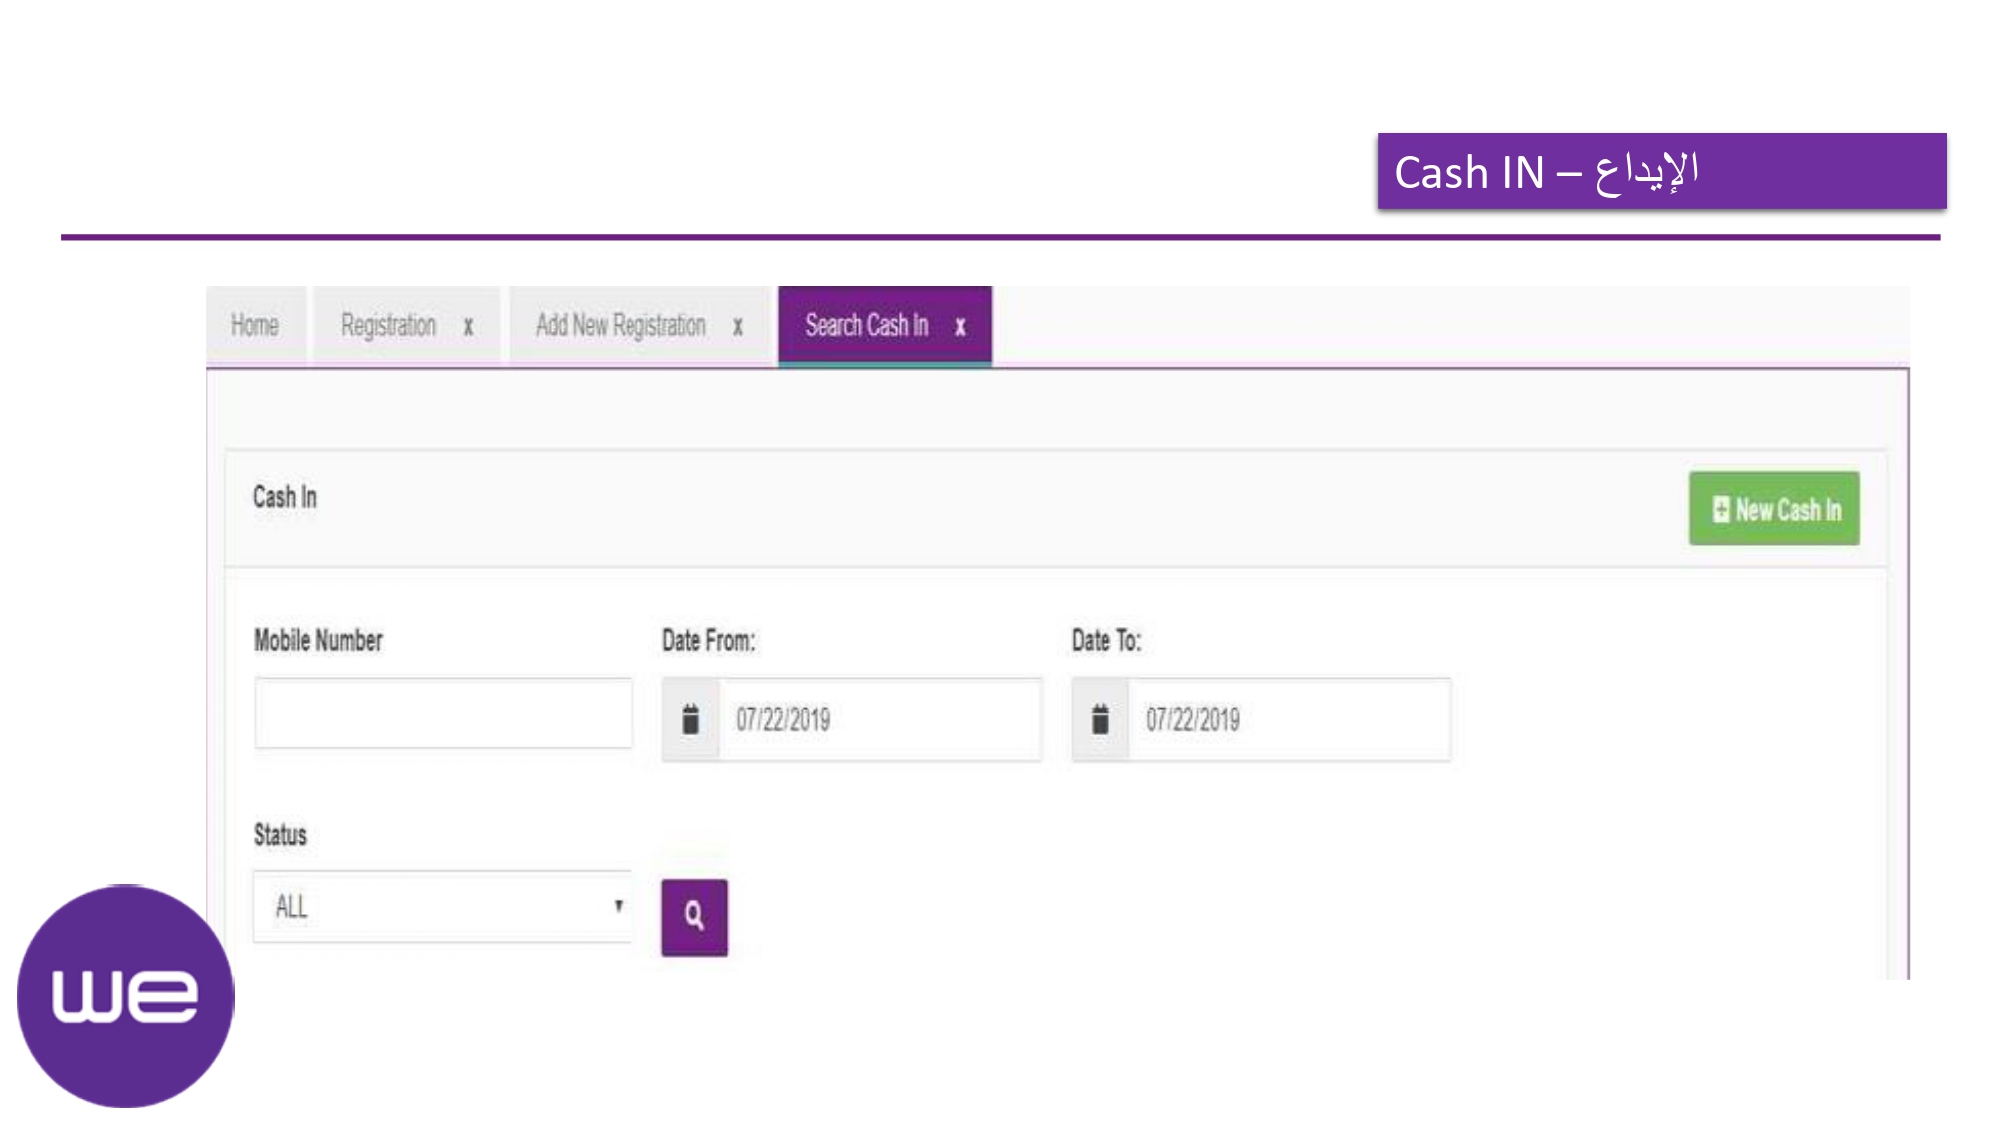 Cash IN – الإيداع
Home Registration x Add New Registration x Search Cash In x
Cash In
New Cash In
Mobile Number Date From: Date To:
07/22/2019 07/22/2019
Status
ALL
we